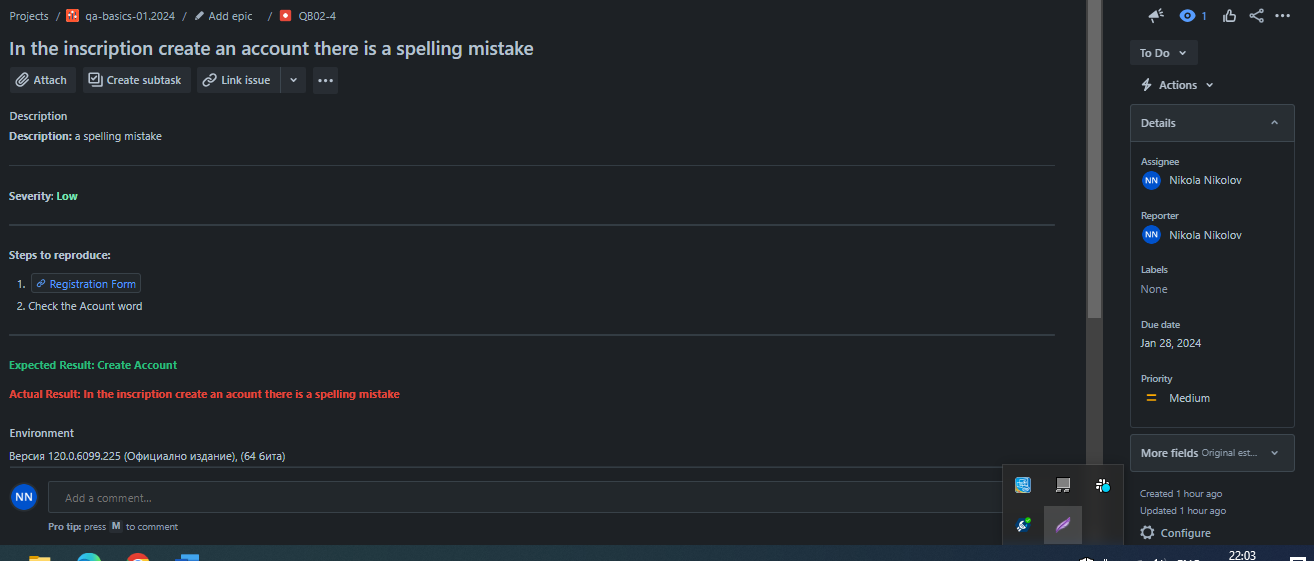 Projects / qa-basics-01.2024 / Add epic / QB02-4
1
In the inscription create an account there is a spelling mistake
To Do
Attach Create subtask Link issue
Actions
Description
Description: a spelling mistake
Severity: Low
Steps to reproduce:
1. Registration Form
2. Check the Acount word
Expected Result: Create Account
Actual Result: In the inscription create an acount there is a spelling mistake
Environment
Версия 120.0.6099.225 (Официално издание), (64 бита)
NN
Add a comment...
Pro tip: press M to comment
Details
Assignee
NN Nikola Nikolov
Reporter
NN Nikola Nikolov
Labels
None
Due date
Jan 28, 2024
Priority
Medium
More fields Original est...
Created 1 hour ago
Updated 1 hour ago
Configure
22:03